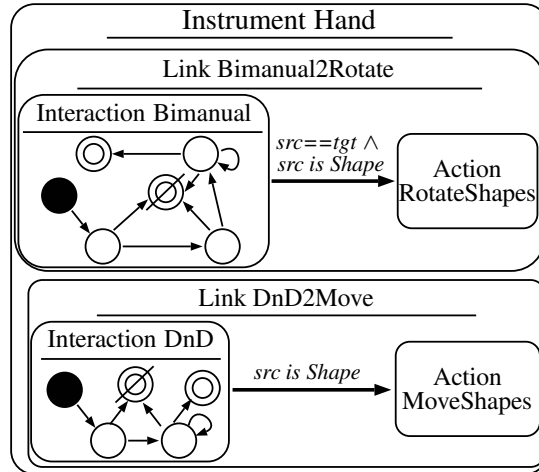 Instrument Hand
Link Bimanual2Rotate
Interaction Bimanual
src==tgt ∧
src is Shape
Action
RotateShapes
Link DnD2Move
Interaction DnD
src is Shape
Action
MoveShapes